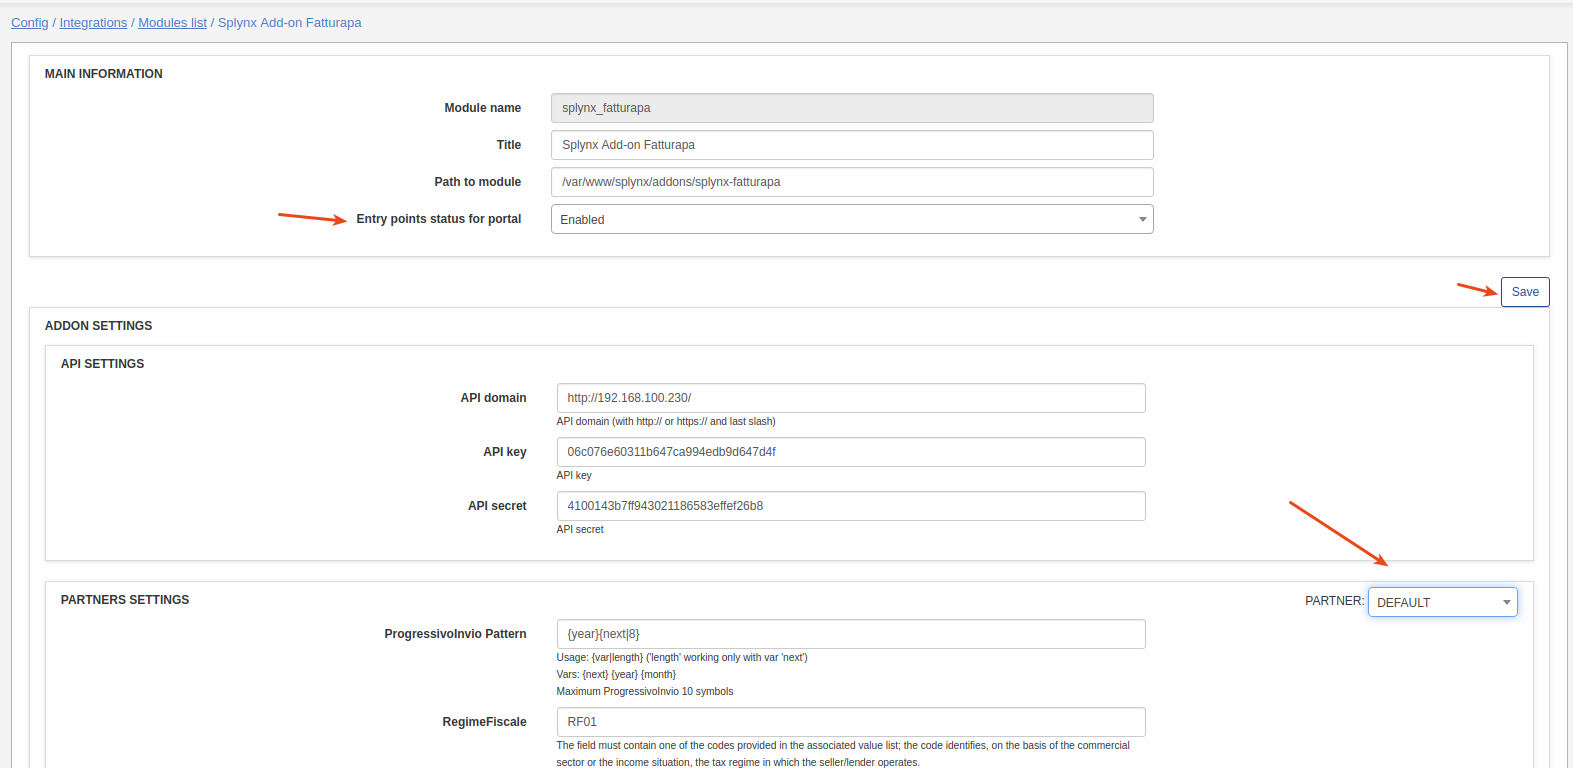 Config / Integrations / Modules list / Splynx Add-on Fatturapa
MAIN INFORMATION
Module name splynx_fatturapa
Title Splynx Add-on Fatturapa
Path to module /var/www/splynx/addons/splynx-fatturapa
Entry points status for portal Enabled
Save
ADDON SETTINGS
API SETTINGS
API domain http://192.168.100.230/
API domain (with http:// or https:// and last slash)
API key 06c076e60311b647ca994edb9d647d4f
API key
API secret 4100143b7ff943021186583effef26b8
API secret
PARTNERS SETTINGS PARTNER: DEFAULT
ProgressivoInvio Pattern {year}{next|8}
Usage: {var|length} ('length' working only with var 'next')
Vars: {next} {year} {month}
Maximum ProgressivoInvio 10 symbols
RegimeFiscale RF01
The field must contain one of the codes provided in the associated value list; the code identifies, on the basis of the commercial
sector or the income situation, the tax regime in which the seller/lender operates.